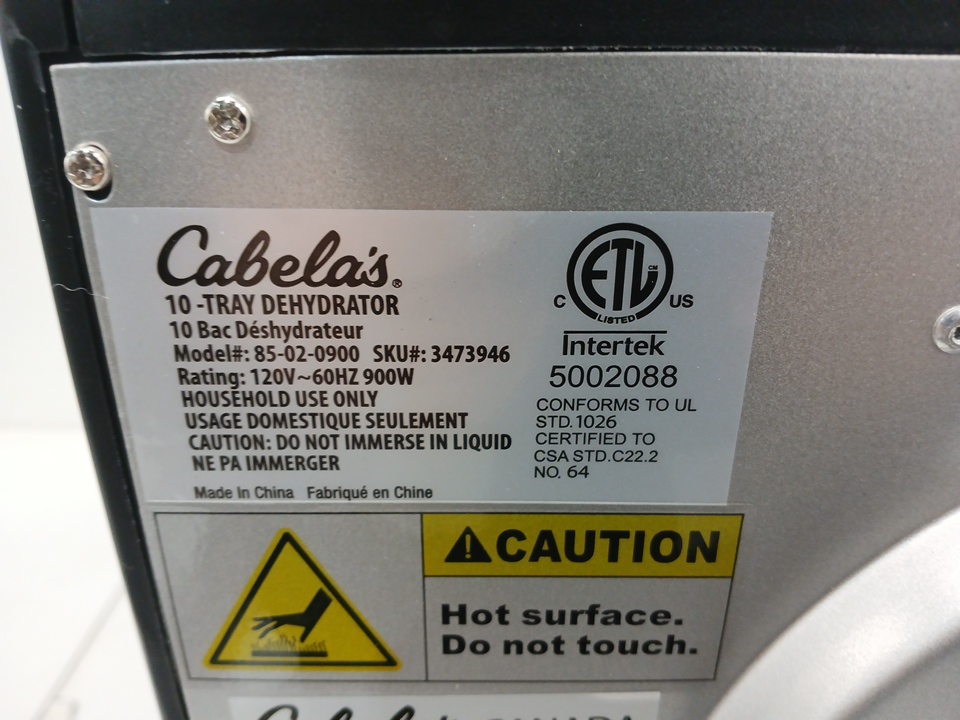 Cabela's®
10 -TRAY DEHYDRATOR
10 Bac Déshydrateur
Model#: 85-02-0900 SKU#: 3473946
Rating: 120V~60HZ 900W
HOUSEHOLD USE ONLY
USAGE DOMESTIQUE SEULEMENT
CAUTION: DO NOT IMMERSE IN LIQUID
NE PA IMMERGER
Made In China Fabriqué en Chine
ETL CM
C US
LISTED
Intertek
5002088
CONFORMS TO UL
STD.1026
CERTIFIED TO
CSA STD.C22.2
NO. 64
CAUTION
Hot surface.
Do not touch.
Cabela's CANADA